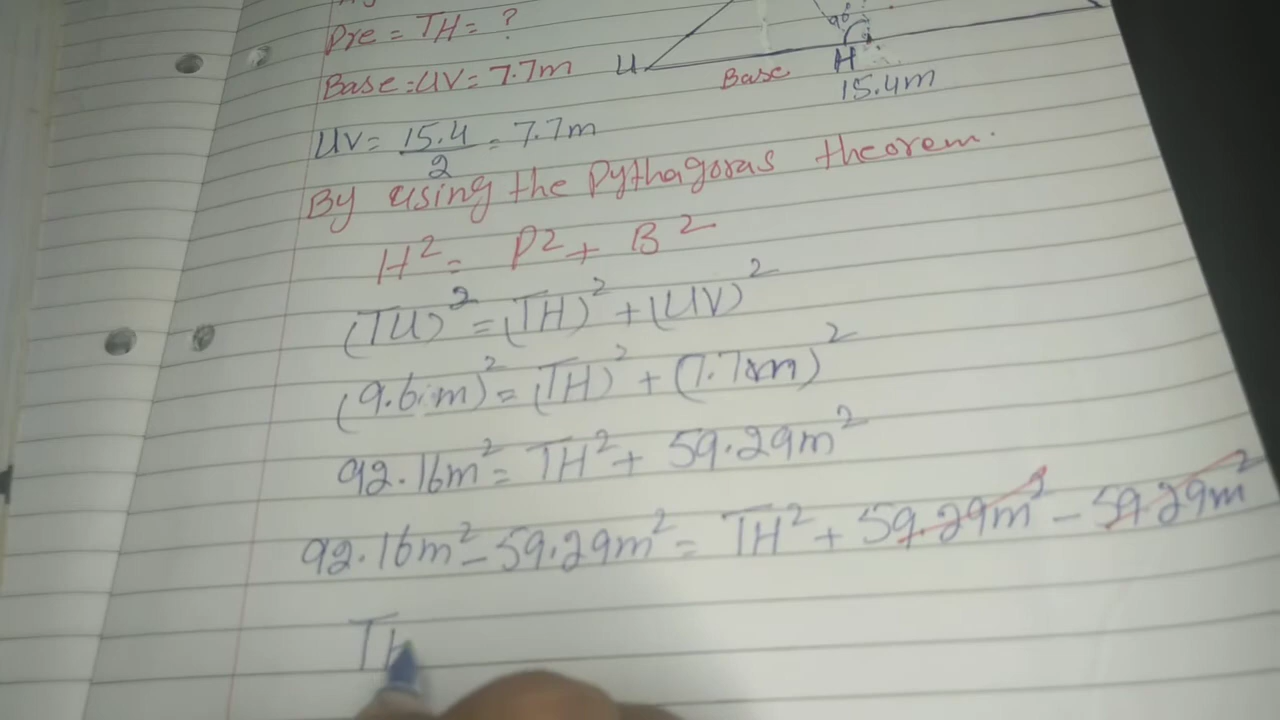 Pre = TH = ?
Base = UV = 7.7m
U
Base
H
90°
15.4m
UV = 15.4/2 = 7.7m
By using the Pythagoras theorem.
H² = P² + B²
(TU)² = (TH)² + (UV)²
(9.6m)² = (TH)² + (7.7m)²
92.16m² = TH² + 59.29m²
92.16m² - 59.29m² = TH² + 59.29m² - 59.29m²
TH